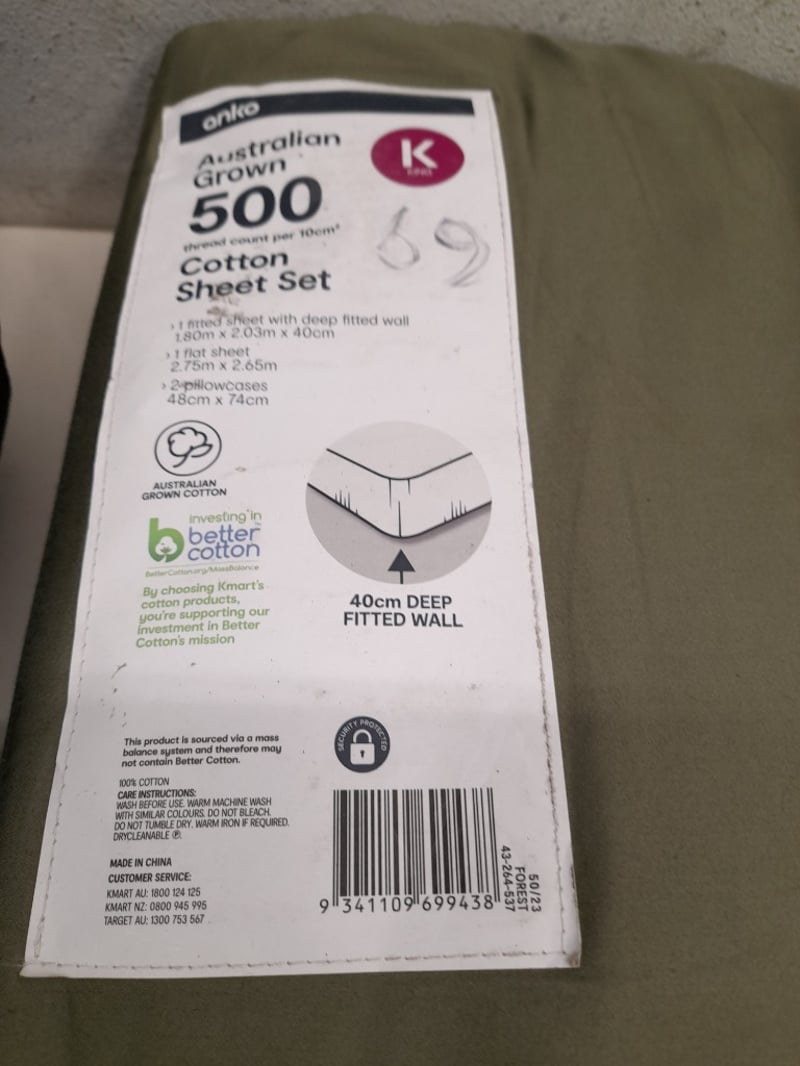 anko
Australian
Grown
K
KING
500
thread count per 10cm²
69
Cotton
Sheet Set
› 1 fitted sheet with deep fitted wall
1.80m x 2.03m x 40cm
› 1 flat sheet
2.75m x 2.65m
› 2 pillowcases
48cm x 74cm
AUSTRALIAN
GROWN COTTON
investing in
better
cotton™
BetterCotton.org/MassBalance
By choosing Kmart's
cotton products,
you're supporting our
investment in Better
Cotton's mission
40cm DEEP
FITTED WALL
SECURITY PROTECTED
This product is sourced via a mass
balance system and therefore may
not contain Better Cotton.
100% COTTON
CARE INSTRUCTIONS:
WASH BEFORE USE. WARM MACHINE WASH
WITH SIMILAR COLOURS. DO NOT BLEACH.
DO NOT TUMBLE DRY. WARM IRON IF REQUIRED.
DRYCLEANABLE Ⓟ.
MADE IN CHINA
CUSTOMER SERVICE:
KMART AU: 1800 124 125
KMART NZ: 0800 945 995
TARGET AU: 1300 753 567
9 341109 699438
50/23
FOREST
43-264-537